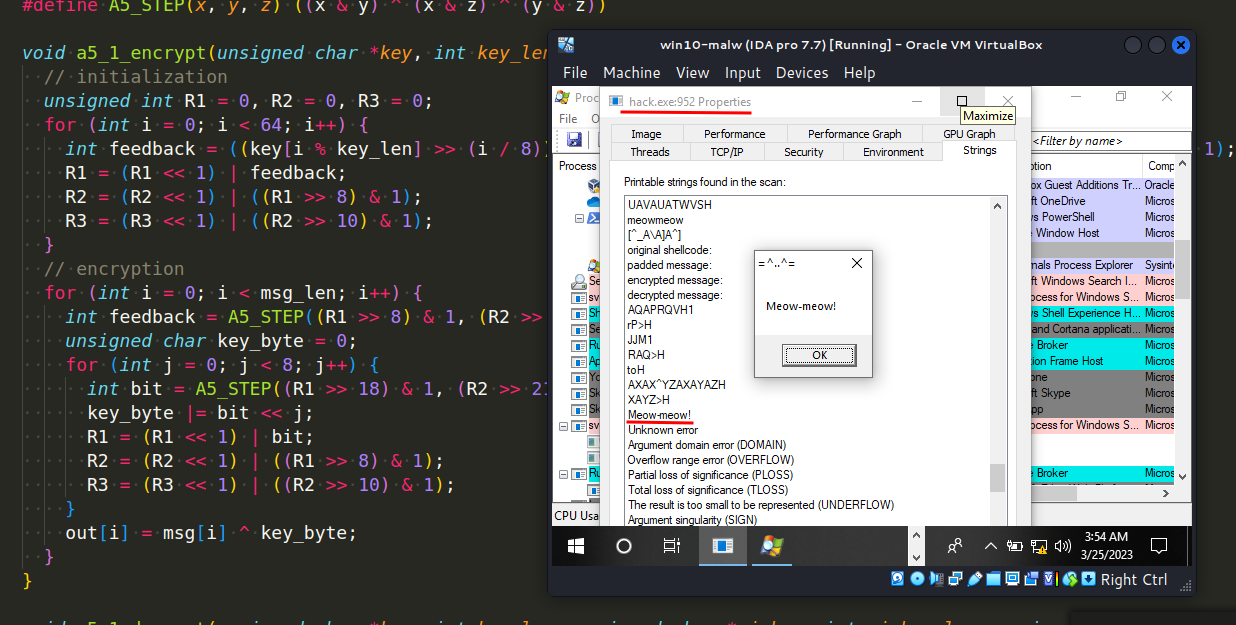 #define A5_STEP(x, y, z) ((x & y) ^ (x & z) ^ (y & z))
void a5_1_encrypt(unsigned char *key, int key_len
// initialization
unsigned int R1 = 0, R2 = 0, R3 = 0;
for (int i = 0; i < 64; i++) {
int feedback = ((key[i % key_len] >> (i / 8)
1);
R1 = (R1 << 1) | feedback;
R2 = (R2 << 1) | ((R1 >> 8) & 1);
R3 = (R3 << 1) | ((R2 >> 10) & 1);
}
// encryption
for (int i = 0; i < msg_len; i++) {
int feedback = A5_STEP((R1 >> 8) & 1, (R2 >>
unsigned char key_byte = 0;
for (int j = 0; j < 8; j++) {
int bit = A5_STEP((R1 >> 18) & 1, (R2 >> 21
key_byte |= bit << j;
R1 = (R1 << 1) | bit;
R2 = (R2 << 1) | ((R1 >> 8) & 1);
R3 = (R3 << 1) | ((R2 >> 10) & 1);
}
out[i] = msg[i] ^ key_byte;
}
}
win10-malw (IDA pro 7.7) [Running] - Oracle VM VirtualBox
File Machine View Input Devices Help
Proc
File O
Process
hack.exe:952 Properties
Maximize
Image Performance Performance Graph GPU Graph
Threads TCP/IP Security Environment Strings
Printable strings found in the scan:
UAVAUATWVSH
meowmeow
[^_A\A]A^]
original shellcode:
padded message:
encrypted message:
decrypted message:
AQAPRQVH1
rP>H
JJM1
RAQ>H
toH
AXAX^YZAXAYAZH
XAYZ>H
Meow-meow!
Unknown error
Argument domain error (DOMAIN)
Overflow range error (OVERFLOW)
Partial loss of significance (PLOSS)
Total loss of significance (TLOSS)
The result is too small to be represented (UNDERFLOW)
Argument singularity (SIGN)
=^..^=
Meow-meow!
OK
<Filter by name>
ption Comp
ox Guest Additions Tr... Oracle
ft OneDrive Micros
vs PowerShell Micros
e Window Host Micros
nals Process Explorer Sysint
ft Windows Search I... Micros
ocess for Windows S... Micros
vs Shell Experience H... Micros
and Cortana applicati... Micros
e Broker Micros
tion Frame Host Micros
one Micros
ft Skype Micros
pp Micros
ocess for Windows S... Micros
e Broker Micros
CPU Usa
3:54 AM
3/25/2023
Right Ctrl